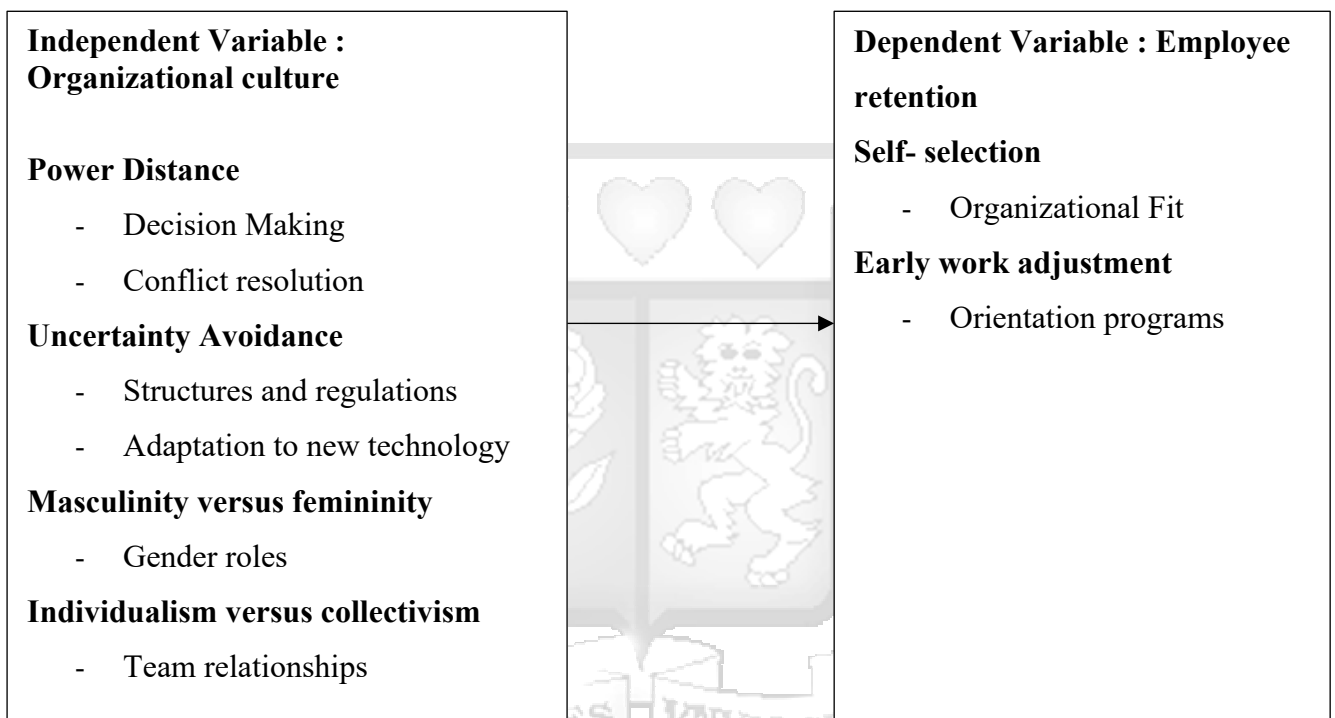 Independent Variable :
Organizational culture
Power Distance
- Decision Making
- Conflict resolution
Uncertainty Avoidance
- Structures and regulations
- Adaptation to new technology
Masculinity versus femininity
- Gender roles
Individualism versus collectivism
- Team relationships
Dependent Variable : Employee
retention
Self- selection
- Organizational Fit
Early work adjustment
- Orientation programs